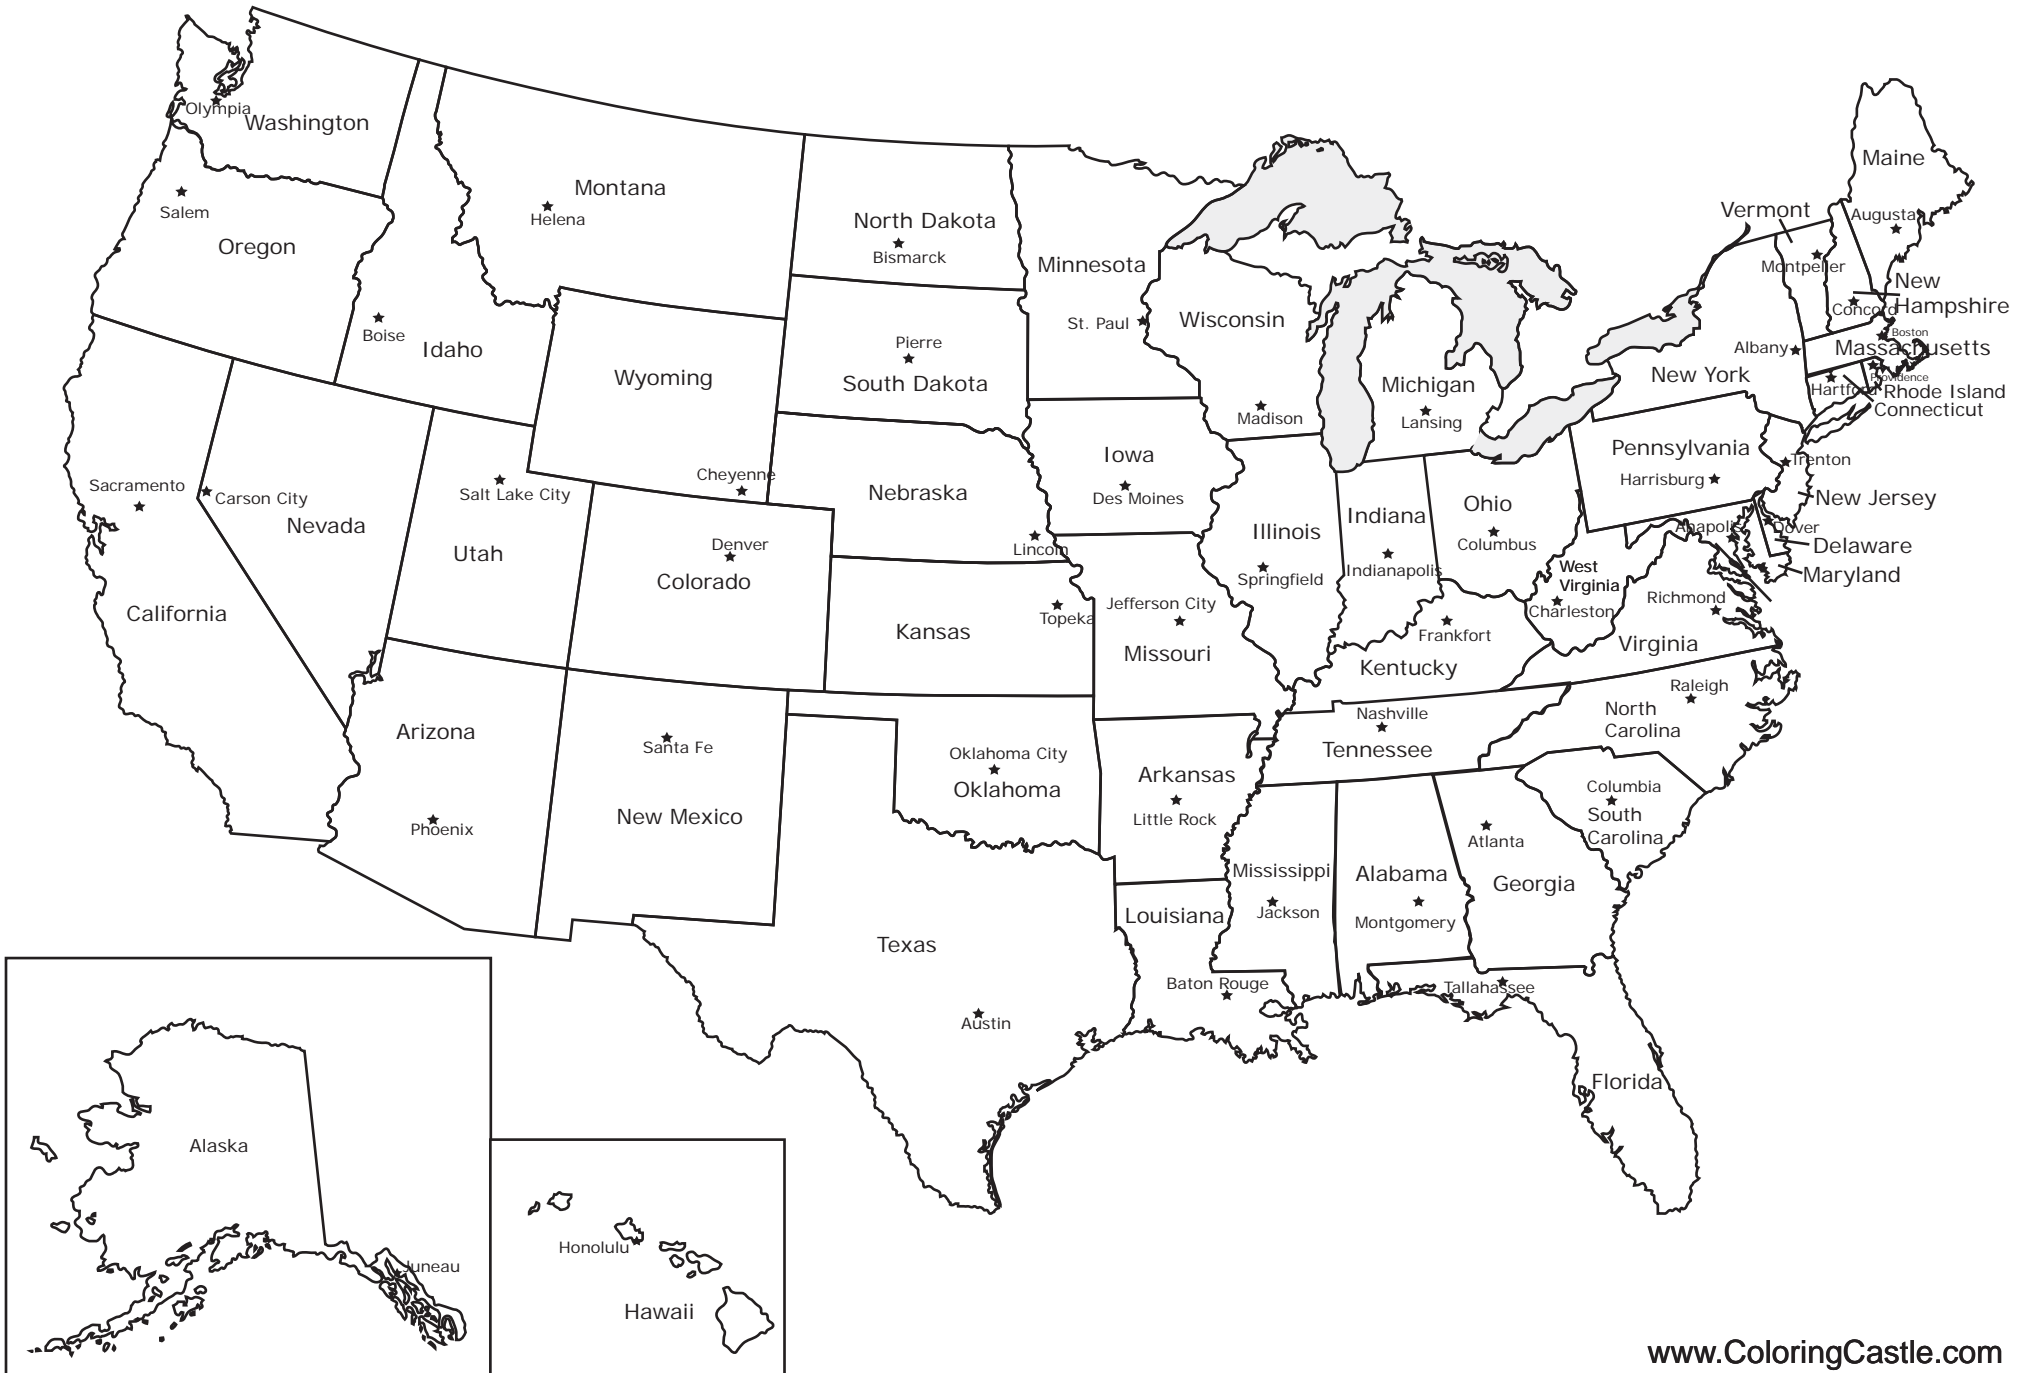 Olympia
Washington
Salem
Oregon
Boise
Idaho
Helena
Montana
North Dakota
Bismarck
Minnesota
St. Paul
Wisconsin
Madison
Michigan
Lansing
Maine
Augusta
Vermont
Montpelier
New
Hampshire
Concord
Boston
Massachusetts
Albany
New York
Providence
Hartford
Rhode Island
Connecticut
Wyoming
Cheyenne
Pierre
South Dakota
Iowa
Des Moines
Nebraska
Lincoln
Pennsylvania
Harrisburg
Trenton
New Jersey
Sacramento
California
Carson City
Nevada
Salt Lake City
Utah
Denver
Colorado
Kansas
Topeka
Jefferson City
Missouri
Illinois
Springfield
Indiana
Indianapolis
Ohio
Columbus
West
Virginia
Charleston
Anapolis
Dover
Delaware
Maryland
Richmond
Virginia
Frankfort
Kentucky
Arizona
Phoenix
Santa Fe
New Mexico
Oklahoma City
Oklahoma
Arkansas
Little Rock
Nashville
Tennessee
Raleigh
North
Carolina
Columbia
South
Carolina
Atlanta
Georgia
Mississippi
Jackson
Alabama
Montgomery
Louisiana
Baton Rouge
Texas
Austin
Tallahassee
Florida
Alaska
Juneau
Honolulu
Hawaii
www.ColoringCastle.com